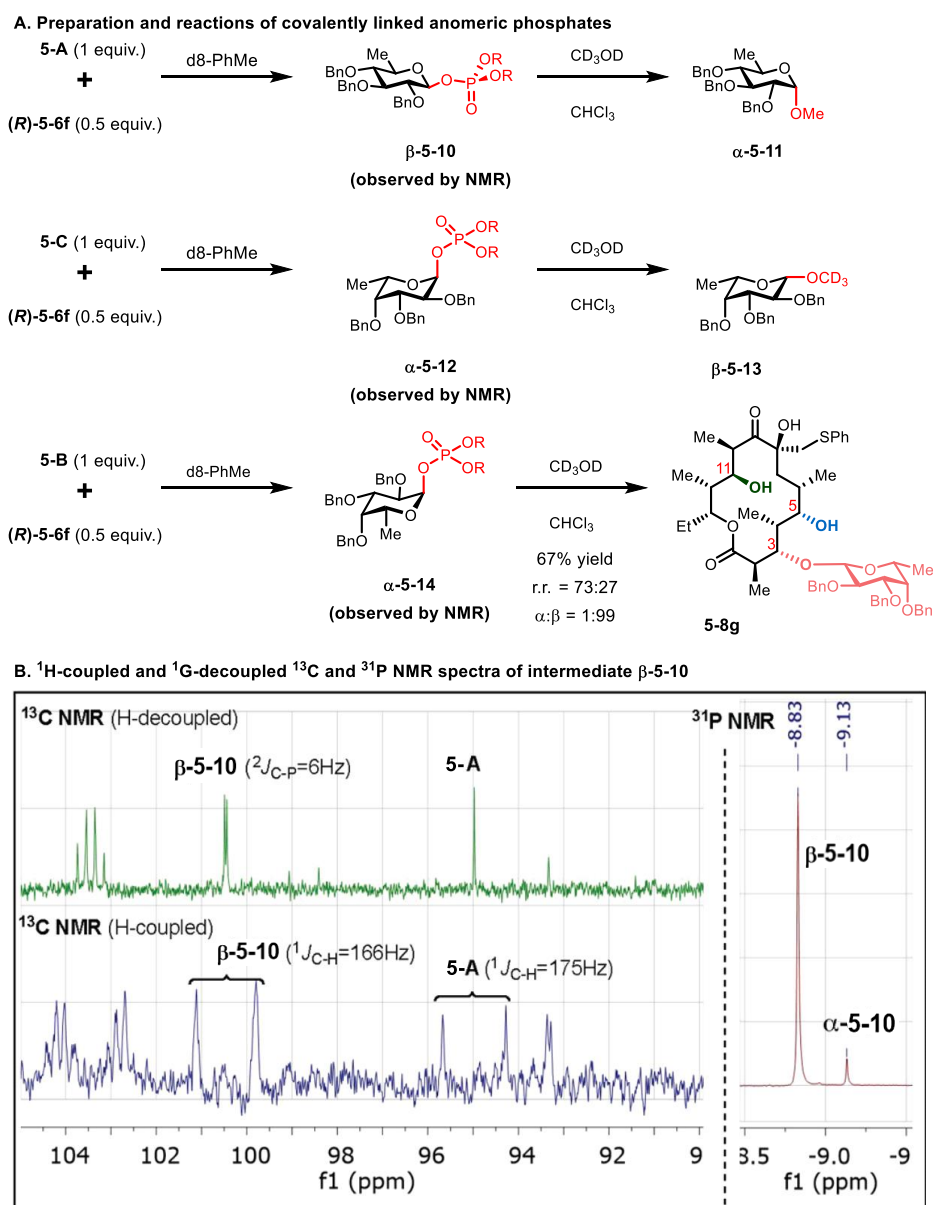 A. Preparation and reactions of covalently linked anomeric phosphates
5-A (1 equiv.)
+
(R)-5-6f (0.5 equiv.)
d8-PhMe
Me
O
BnO
BnO
BnO
O
P
OR
OR
O
β-5-10
(observed by NMR)
CD3OD
CHCl3
Me
O
BnO
BnO
BnO
OMe
α-5-11
5-C (1 equiv.)
+
(R)-5-6f (0.5 equiv.)
d8-PhMe
O
P
OR
OR
O
Me
O
OBn
BnO
OBn
α-5-12
(observed by NMR)
CD3OD
CHCl3
Me
O
OCD3
OBn
BnO
OBn
β-5-13
5-B (1 equiv.)
+
(R)-5-6f (0.5 equiv.)
d8-PhMe
O
P
OR
OR
O
BnO
BnO
O
Me
BnO
α-5-14
(observed by NMR)
CD3OD
CHCl3
67% yield
r.r. = 73:27
α:β = 1:99
O
OH
SPh
Me
11
OH
Me
Me
5
OH
Me
Et
O
O
3
O
O
Me
BnO
BnO
OBn
Me
5-8g
B. 1H-coupled and 1G-decoupled 13C and 31P NMR spectra of intermediate β-5-10
13C NMR (H-decoupled)
β-5-10 (2JC-P=6Hz)
5-A
13C NMR (H-coupled)
β-5-10 (1JC-H=166Hz)
5-A (1JC-H=175Hz)
104 102 100 98 96 94 92 9
f1 (ppm)
31P NMR
-8.83
-9.13
β-5-10
α-5-10
3.5 -9.0 -9
f1 (ppm)